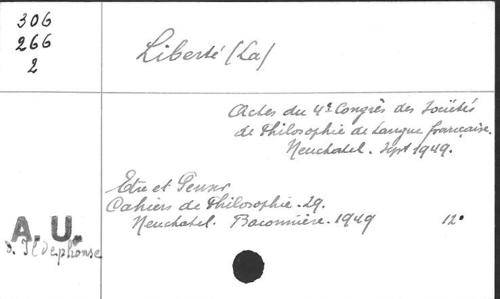 306
266
2
Liberté (La)
Actes du 4e Congrès des Sociétés
de Philosophie de Langue française.
Neuchatel. Sept 1949.
Etre et Penser
Cahiers de Philosophie. 29.
Neuchatel. Baconnière. 1949 12°
A. U.
S. Ildephonse